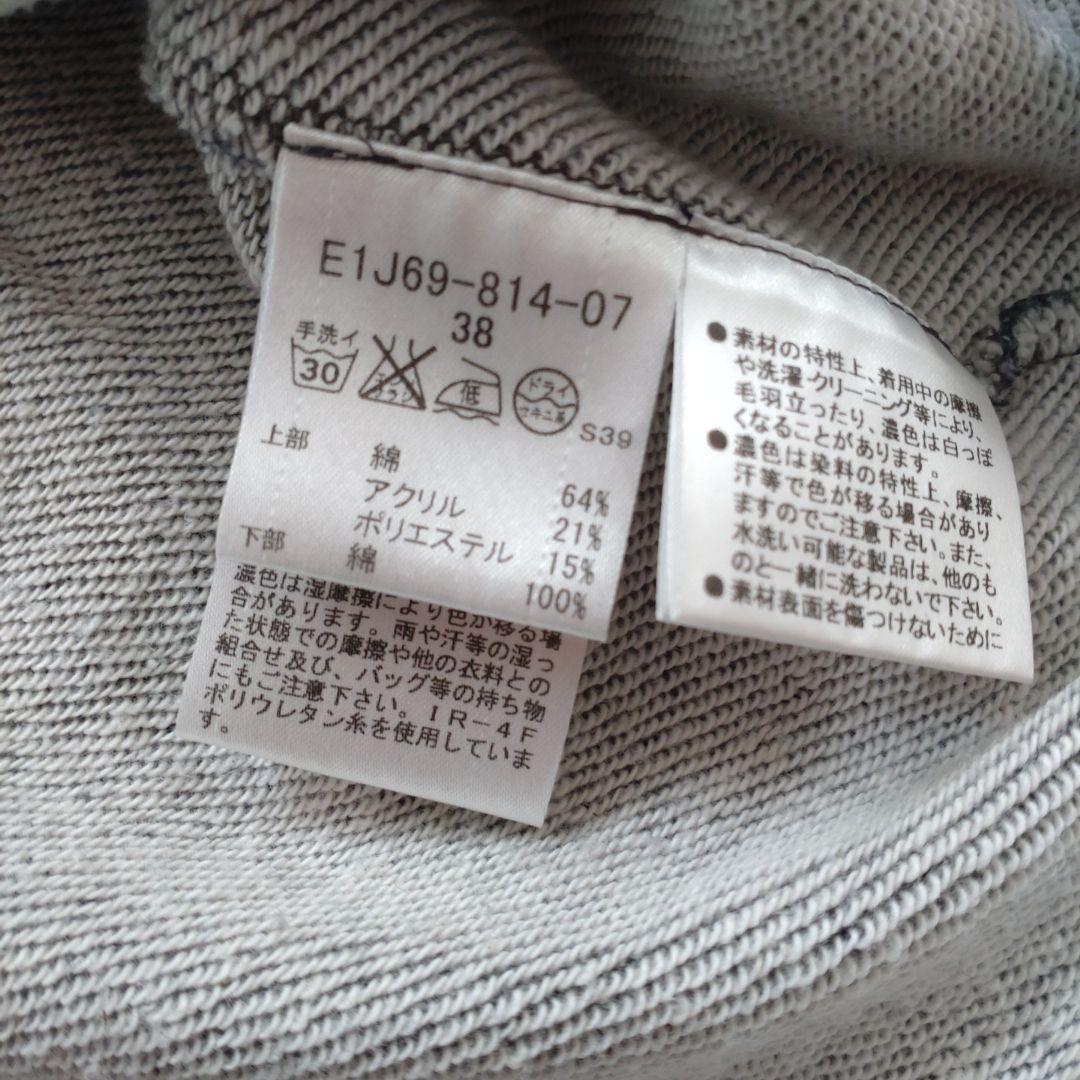 E1J69-814-07
38
手洗イ
30
エンソ
サラシ
低
ドライ
セキユ系
S39
上部 綿 64%
アクリル 21%
ポリエステル 15%
下部 綿 100%
濃色は湿摩擦により色が移る場
合があります。雨や汗等の湿っ
た状態での摩擦や他の衣料との
組合せ及び、バッグ等の持ち物
にもご注意下さい。IR-4F
ポリウレタン糸を使用していま
す。
●素材の特性上、着用中の摩擦
や洗濯・クリーニング等により、
毛羽立ったり、濃色は白っぽ
くなることがあります。
●濃色は染料の特性上、摩擦、
汗等で色が移る場合があり
ますのでご注意下さい。また、
水洗い可能な製品は、他のも
のと一緒に洗わないで下さい。
●素材表面を傷つけないために